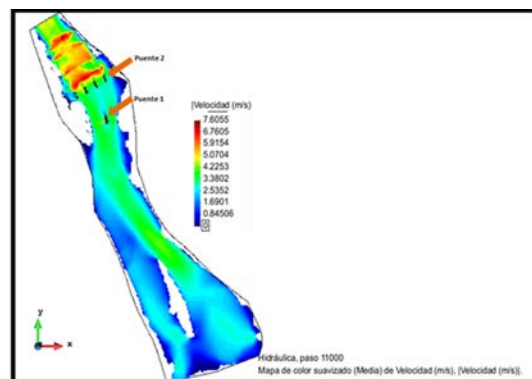 Puente 2
Puente 1
|Velocidad (m/s)
7.6055
6.7605
5.9154
5.0704
4.2253
3.3802
2.5352
1.6901
0.84506
0
y
x
Hidráulica, paso 11000
Mapa de color suavizado (Media) de Velocidad (m/s), |Velocidad (m/s)|.